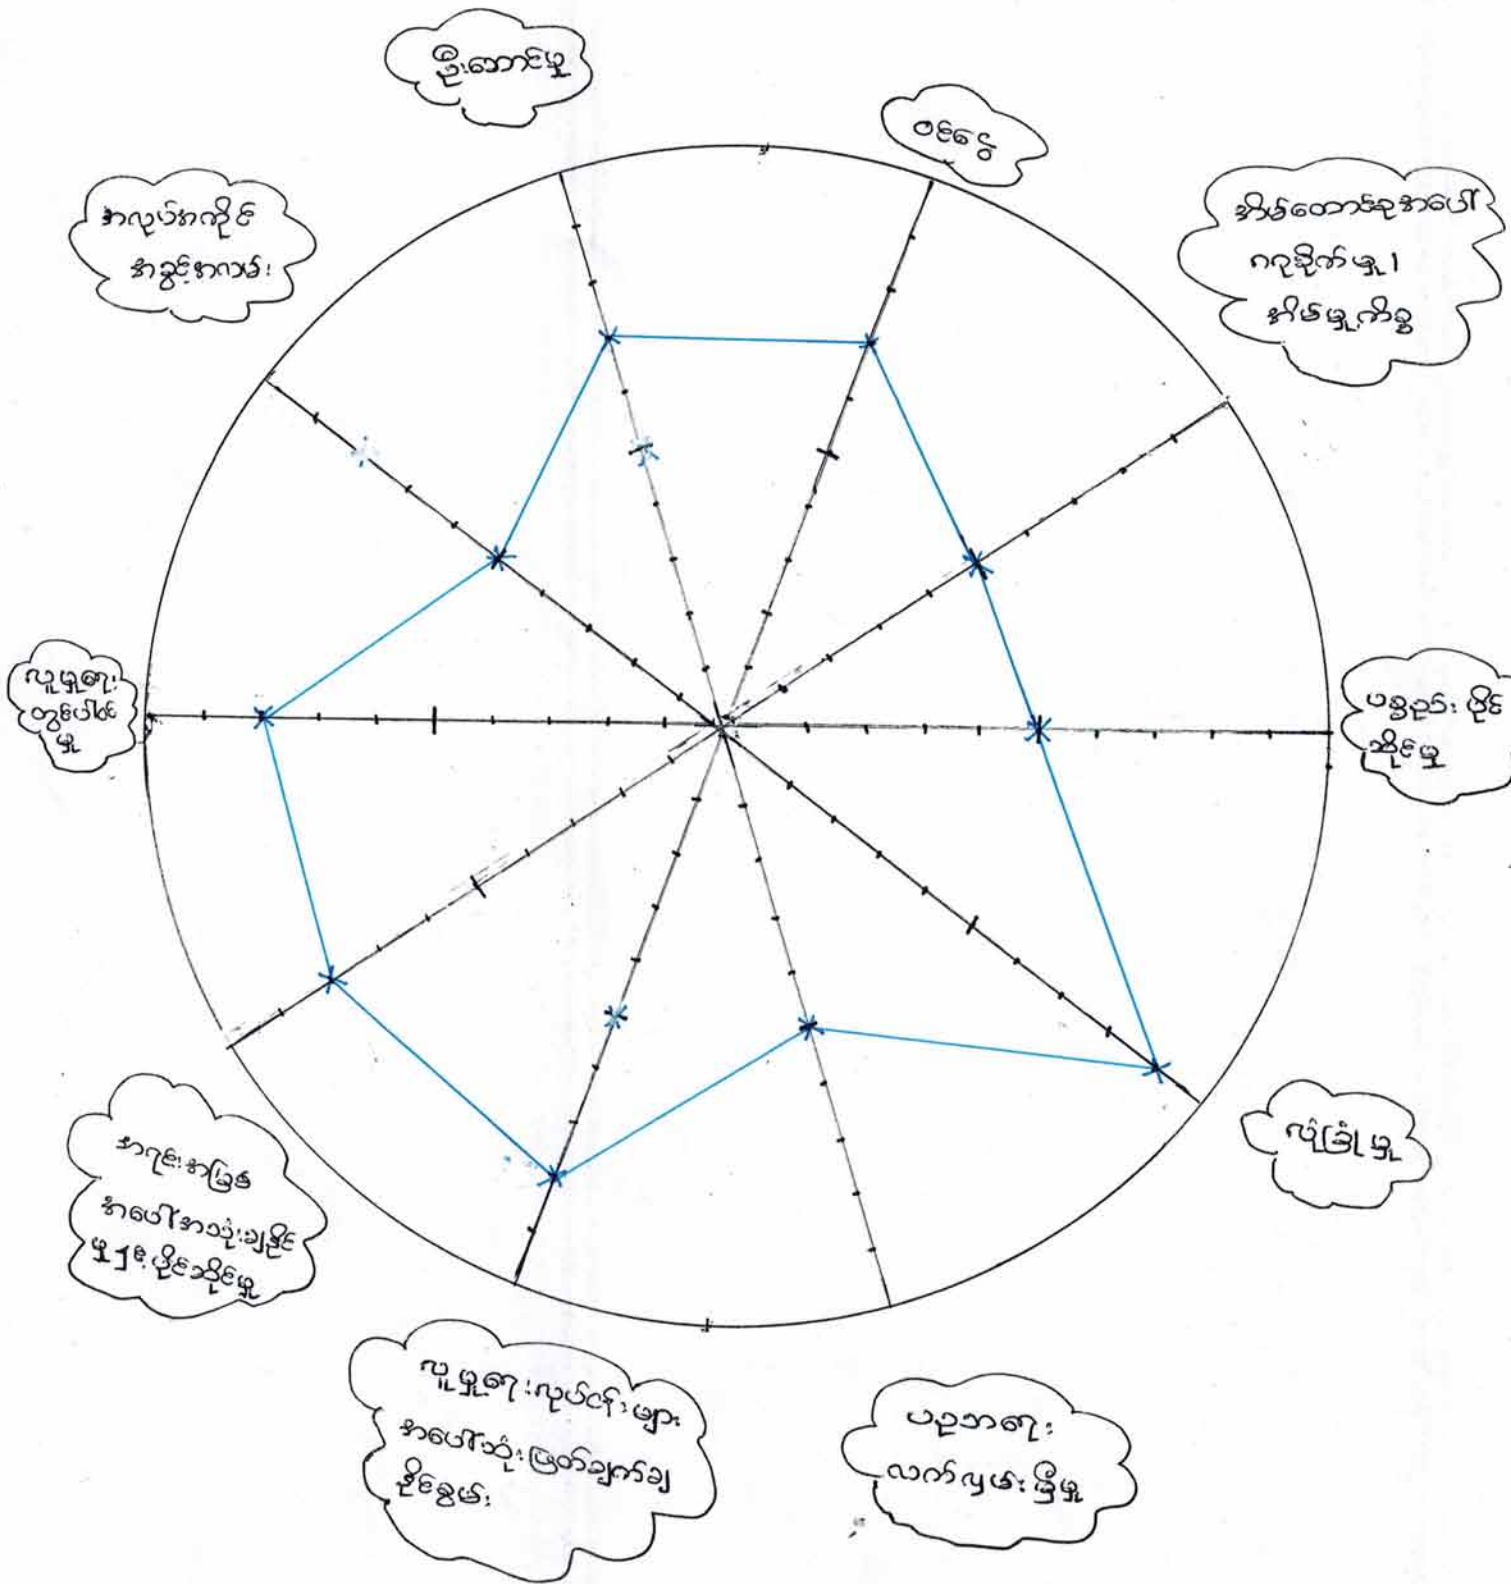 ဦးဆောင်မှု
ဝင်ငွေ
အလုပ်အကိုင်
အခွင့်အလမ်း
အိမ်ထောင်စုအပေါ်
ဂရုစိုက်မှု၊
အိမ်မှုကိစ္စ
လူမှုရေး
တွင်ပါဝင်
မှု
ပစ္စည်း ပိုင်
ဆိုင်မှု
လုံခြုံမှု
အရင်းအမြစ်
အပေါ်အသုံးချနိုင်
မှုနှင့်ပိုင်ဆိုင်မှု
လူမှုရေးလုပ်ငန်းများ
အပေါ်ဆုံးဖြတ်ချက်ချ
နိုင်စွမ်း
ပညာရေး
လက်လှမ်းမှီမှု